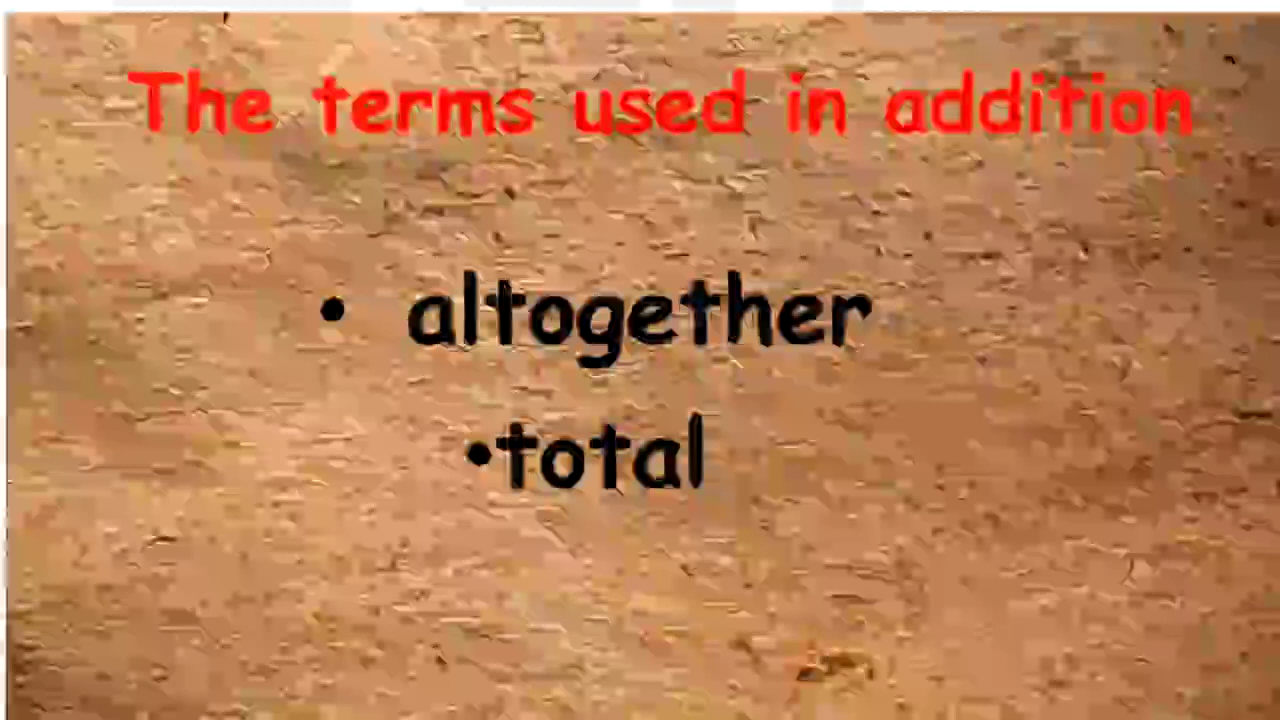 The terms used in addition
• altogether
•total